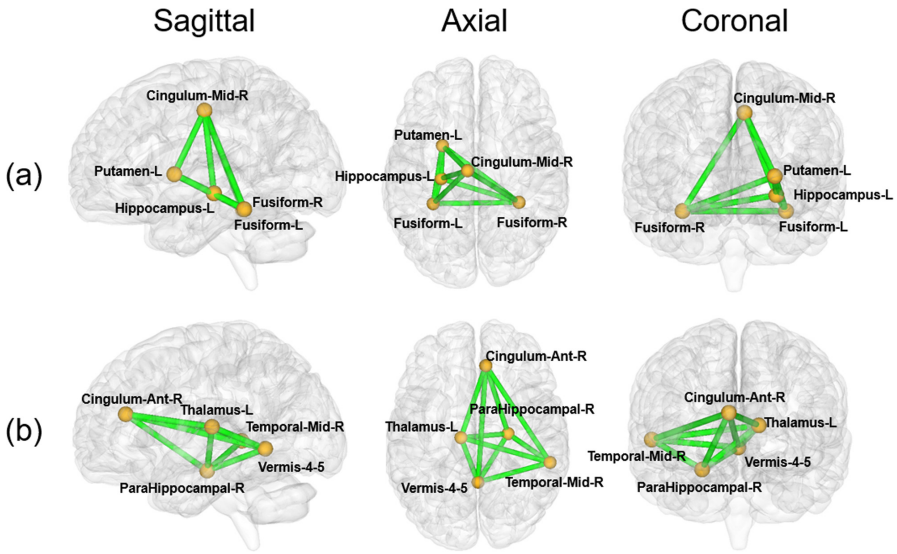 Sagittal Axial Coronal
(a)
Cingulum-Mid-R
Putamen-L
Hippocampus-L
Fusiform-R
Fusiform-L
Putamen-L
Cingulum-Mid-R
Hippocampus-L
Fusiform-L
Fusiform-R
Cingulum-Mid-R
Putamen-L
Hippocampus-L
Fusiform-R
Fusiform-L
(b)
Cingulum-Ant-R
Thalamus-L
Temporal-Mid-R
Vermis-4-5
ParaHippocampal-R
Cingulum-Ant-R
ParaHippocampal-R
Thalamus-L
Vermis-4-5
Temporal-Mid-R
Cingulum-Ant-R
Thalamus-L
Temporal-Mid-R
Vermis-4-5
ParaHippocampal-R